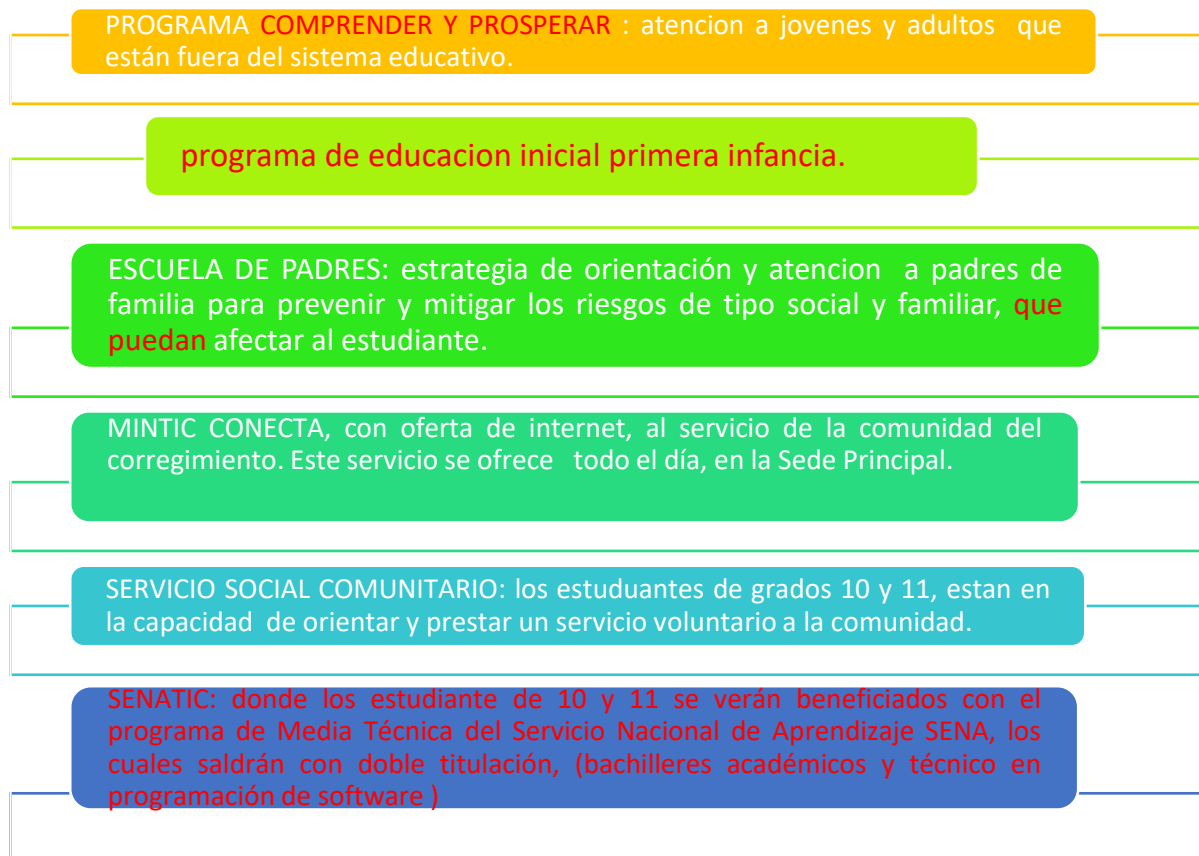 PROGRAMA COMPRENDER Y PROSPERAR : atencion a jovenes y adultos que
están fuera del sistema educativo.
programa de educacion inicial primera infancia.
ESCUELA DE PADRES: estrategia de orientación y atencion a padres de
familia para prevenir y mitigar los riesgos de tipo social y familiar, que
puedan afectar al estudiante.
MINTIC CONECTA, con oferta de internet, al servicio de la comunidad del
corregimiento. Este servicio se ofrece todo el día, en la Sede Principal.
SERVICIO SOCIAL COMUNITARIO: los estuduantes de grados 10 y 11, estan en
la capacidad de orientar y prestar un servicio voluntario a la comunidad.
SENATIC: donde los estudiante de 10 y 11 se verán beneficiados con el
programa de Media Técnica del Servicio Nacional de Aprendizaje SENA, los
cuales saldrán con doble titulación, (bachilleres académicos y técnico en
programación de software )